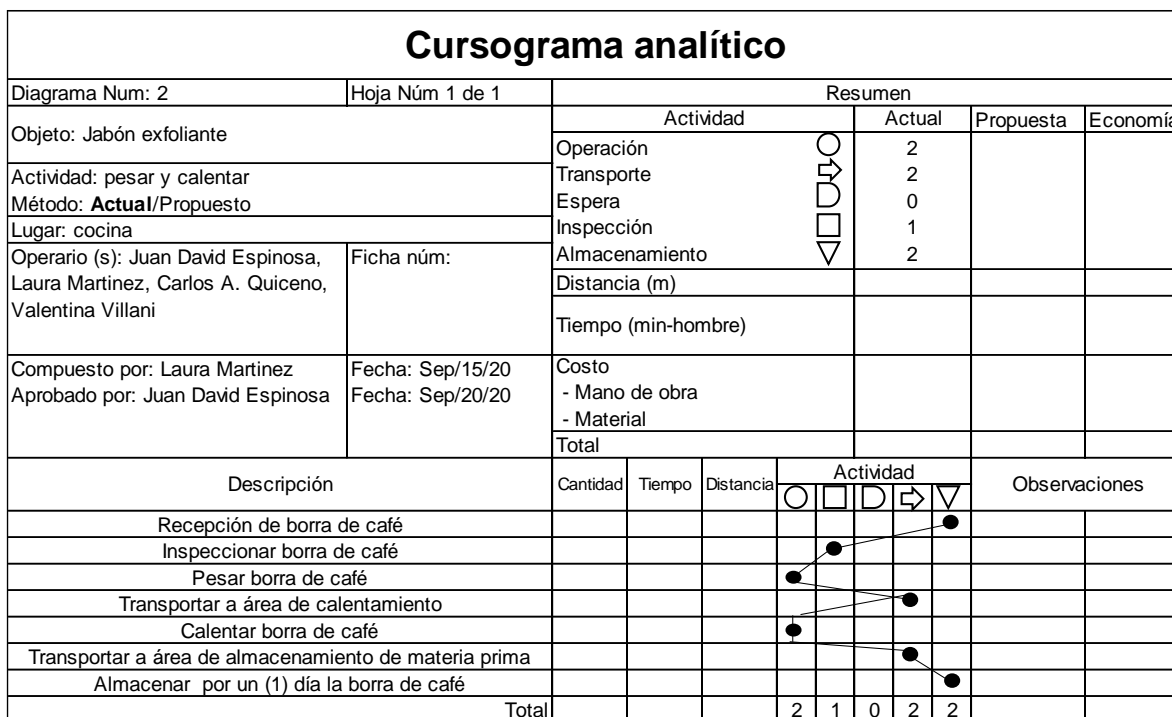 Cursograma analítico
Diagrama Num: 2
Hoja Núm 1 de 1
Resumen
Objeto: Jabón exfoliante
Actividad
Actual
Propuesta
Economía
Operación
2
Transporte
2
Espera
0
Inspección
1
Almacenamiento
2
Actividad: pesar y calentar
Método: Actual/Propuesto
Lugar: cocina
Operario (s): Juan David Espinosa,
Laura Martinez, Carlos A. Quiceno,
Valentina Villani
Ficha núm:
Distancia (m)
Tiempo (min-hombre)
Compuesto por: Laura Martinez
Fecha: Sep/15/20
Aprobado por: Juan David Espinosa
Fecha: Sep/20/20
Costo
- Mano de obra
- Material
Total
Descripción
Cantidad
Tiempo
Distancia
Actividad
Observaciones
Recepción de borra de café
Inspeccionar borra de café
Pesar borra de café
Transportar a área de calentamiento
Calentar borra de café
Transportar a área de almacenamiento de materia prima
Almacenar por un (1) día la borra de café
Total 2 1 0 2 2